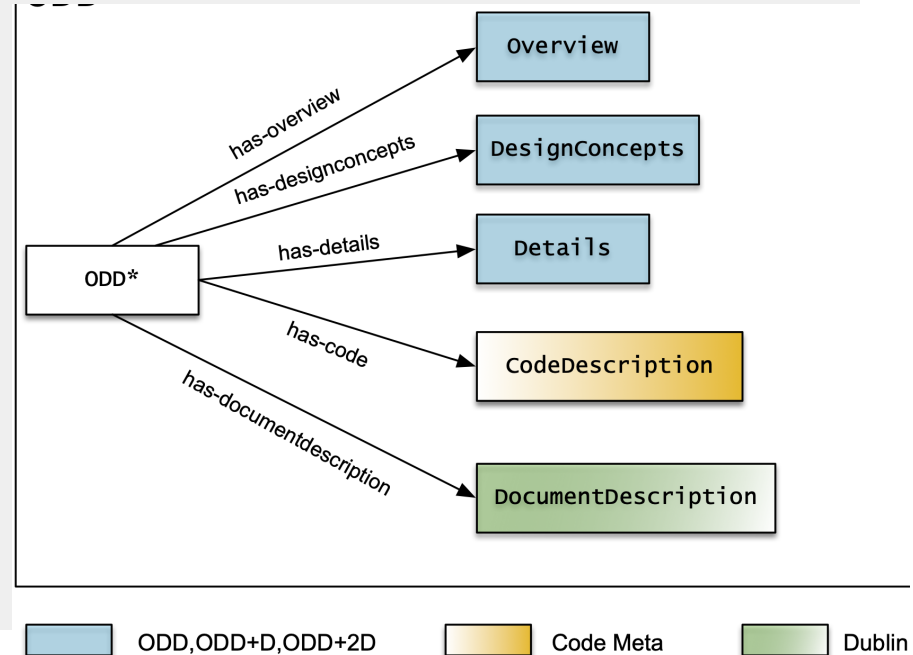 Overview
has-overview
DesignConcepts
has-designconcepts
Details
has-details
ODD*
has-code
CodeDescription
has-documentdescription
DocumentDescription
ODD,ODD+D,ODD+2D
Code Meta
Dublin